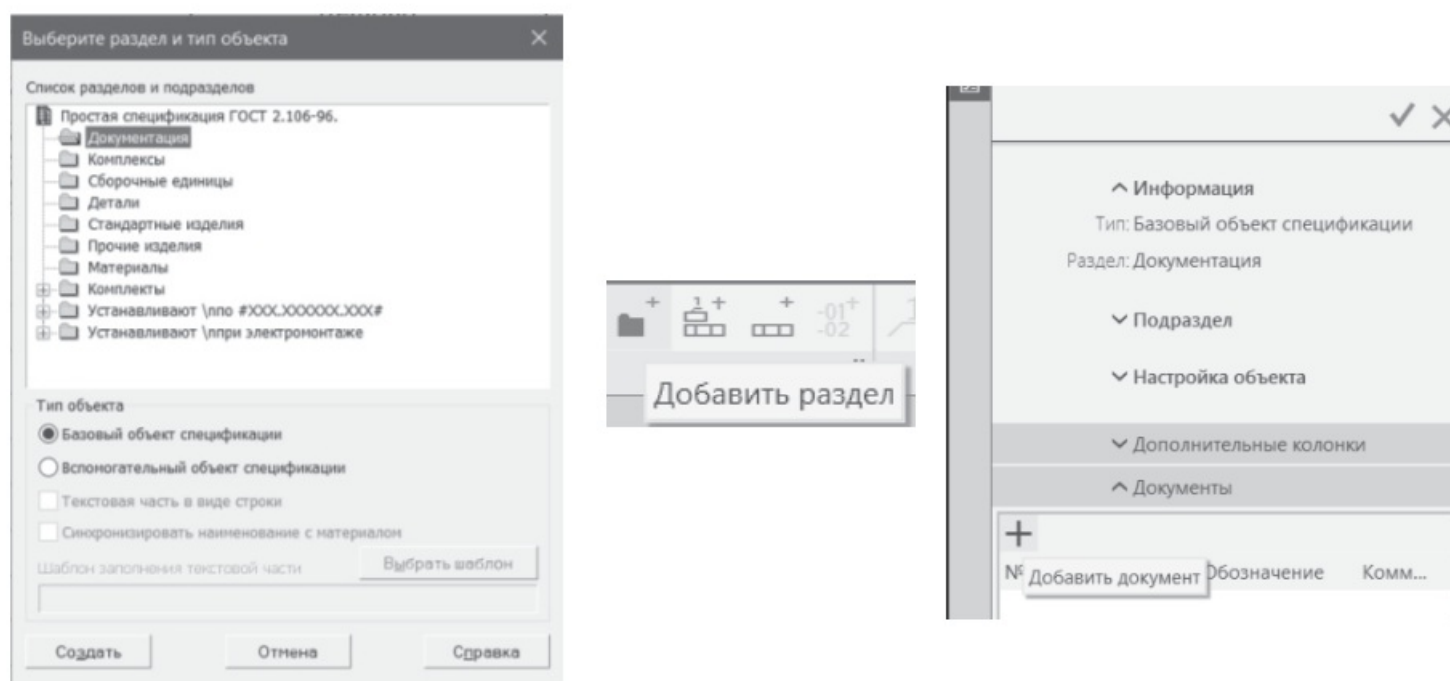 Выберите раздел и тип объекта
Список разделов и подразделов
Простая спецификация ГОСТ 2.106-96.
Документация
Комплексы
Сборочные единицы
Детали
Стандартные изделия
Прочие изделия
Материалы
Комплекты
Устанавливают \nпо #XXX.XXXXXX.XXX#
Устанавливают \nпри электромонтаже
Тип объекта
Базовый объект спецификации
Вспомогательный объект спецификации
Текстовая часть в виде строки
Синхронизировать наименование с материалом
Шаблон заполнения текстовой части
Выбрать шаблон
Создать Отмена Справка
-01
-02
Добавить раздел
Информация
Тип: Базовый объект спецификации
Раздел: Документация
Подраздел
Настройка объекта
Дополнительные колонки
Документы
№ Обозначение Комм...
Добавить документ